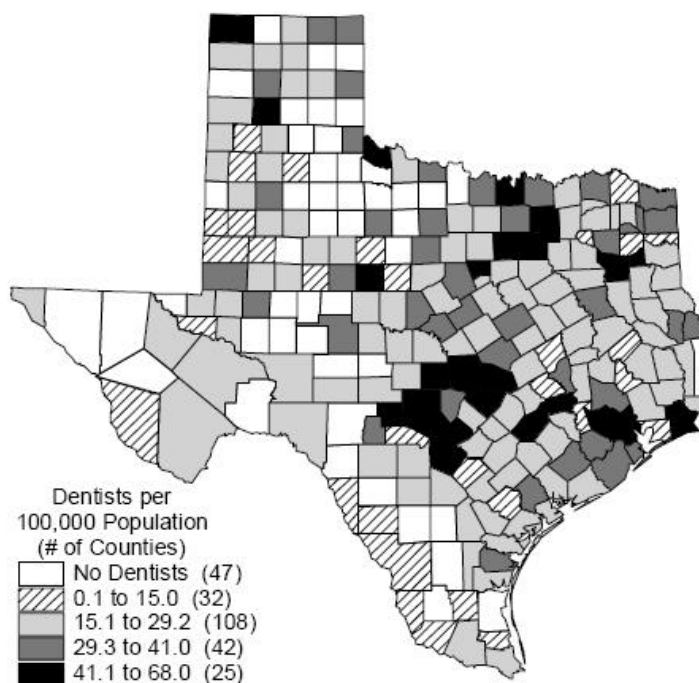 Dentists per
100,000 Population
(# of Counties)
No Dentists (47)
0.1 to 15.0 (32)
15.1 to 29.2 (108)
29.3 to 41.0 (42)
41.1 to 68.0 (25)